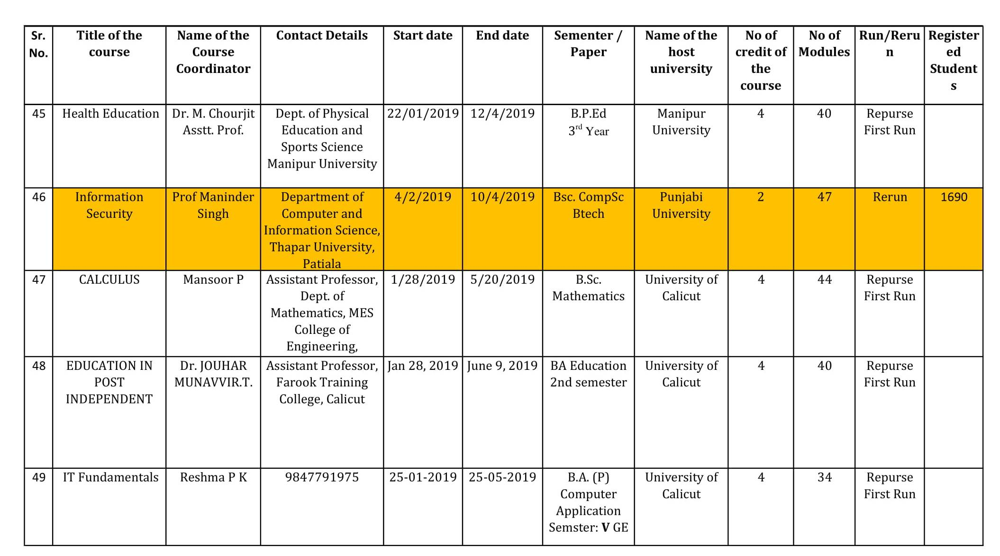 Sr. No. | Title of the course | Name of the Course Coordinator | Contact Details | Start date | End date | Sementer / Paper | Name of the host university | No of credit of the course | No of Modules | Run/Rerun | Registered Students
45 | Health Education | Dr. M. Chourjit Asstt. Prof. | Dept. of Physical Education and Sports Science Manipur University | 22/01/2019 | 12/4/2019 | B.P.Ed 3rd Year | Manipur University | 4 | 40 | Repurse First Run |
46 | Information Security | Prof Maninder Singh | Department of Computer and Information Science, Thapar University, Patiala | 4/2/2019 | 10/4/2019 | Bsc. CompSc Btech | Punjabi University | 2 | 47 | Rerun | 1690
47 | CALCULUS | Mansoor P | Assistant Professor, Dept. of Mathematics, MES College of Engineering, | 1/28/2019 | 5/20/2019 | B.Sc. Mathematics | University of Calicut | 4 | 44 | Repurse First Run |
48 | EDUCATION IN POST INDEPENDENT | Dr. JOUHAR MUNAVVIR.T. | Assistant Professor, Farook Training College, Calicut | Jan 28, 2019 | June 9, 2019 | BA Education 2nd semester | University of Calicut | 4 | 40 | Repurse First Run |
49 | IT Fundamentals | Reshma P K | 9847791975 | 25-01-2019 | 25-05-2019 | B.A. (P) Computer Application Semster: V GE | University of Calicut | 4 | 34 | Repurse First Run |